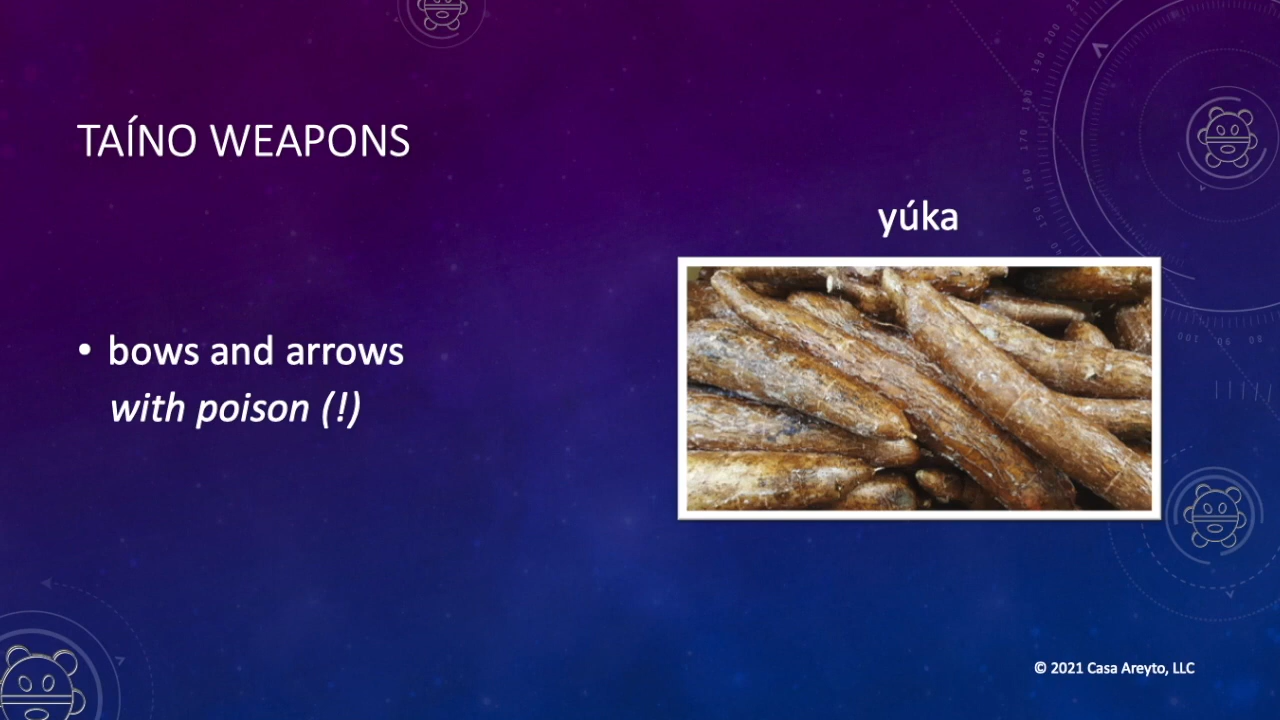 TAÍNO WEAPONS
yúka
• bows and arrows
with poison (!)
© 2021 Casa Areyto, LLC